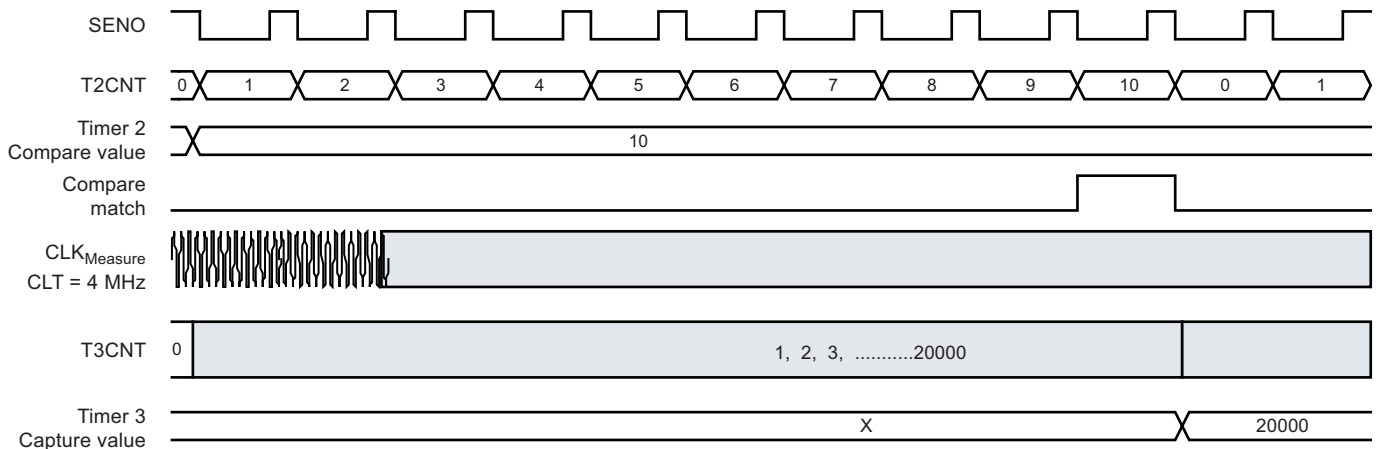 SENO
T2CNT 0 1 2 3 4 5 6 7 8 9 10 0 1
Timer 2
Compare value 10
Compare
match
CLKMeasure
CLT = 4 MHz
T3CNT 0 1, 2, 3, ...........20000
Timer 3
Capture value X 20000